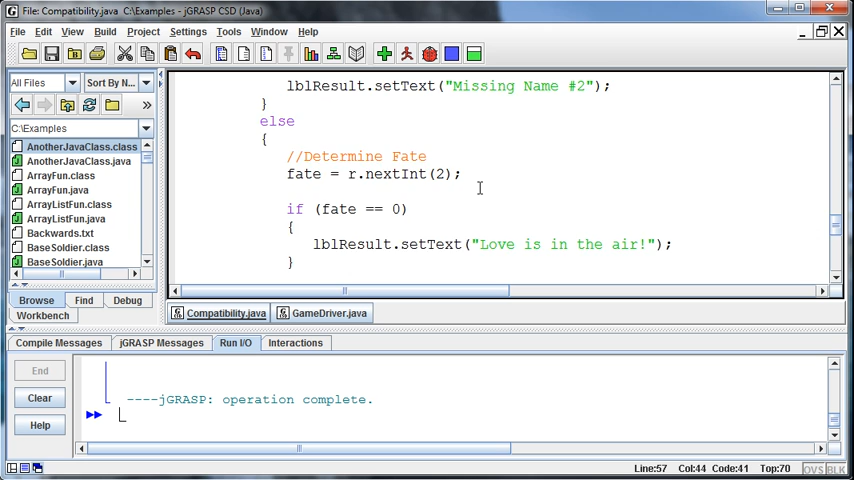 File: Compatibility.java  C:\Examples - jGRASP CSD (Java)
File Edit View Build Project Settings Tools Window Help
All Files Sort By N...
C:\Examples
AnotherJavaClass.class
AnotherJavaClass.java
ArrayFun.class
ArrayFun.java
ArrayListFun.class
ArrayListFun.java
Backwards.txt
BaseSoldier.class
BaseSoldier.java
Browse Find Debug
Workbench
lblResult.setText("Missing Name #2");
}
else
{
//Determine Fate
fate = r.nextInt(2);
if (fate == 0)
{
lblResult.setText("Love is in the air!");
}
Compatibility.java GameDriver.java
Compile Messages jGRASP Messages Run I/O Interactions
End
Clear
Help
----jGRASP: operation complete.
Line:57 Col:44 Code:41 Top:70 OVS BLK